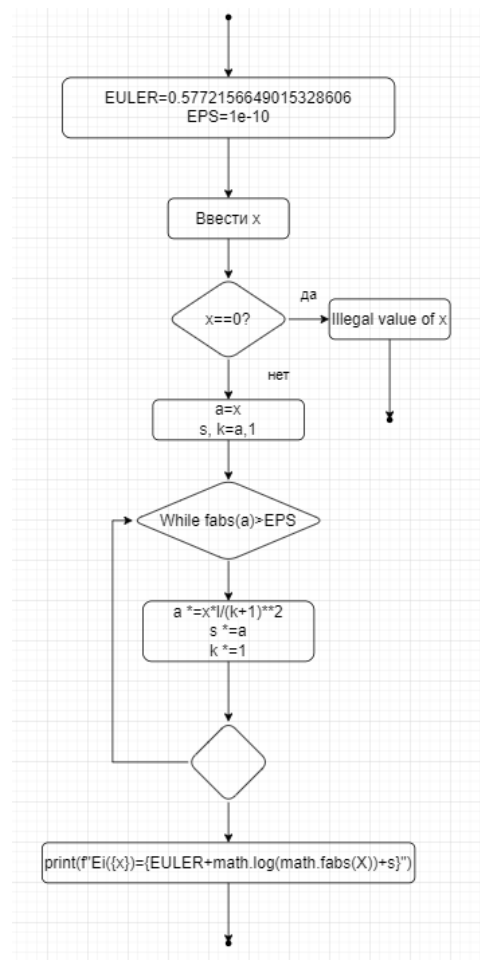 EULER=0.5772156649015328606
EPS=1e-10
Ввести x
x==0?
да
Illegal value of x
нет
a=x
s, k=a,1
While fabs(a)>EPS
a *=x*l/(k+1)**2
s *=a
k *=1
print(f"Ei({x})={EULER+math.log(math.fabs(X))+s}")